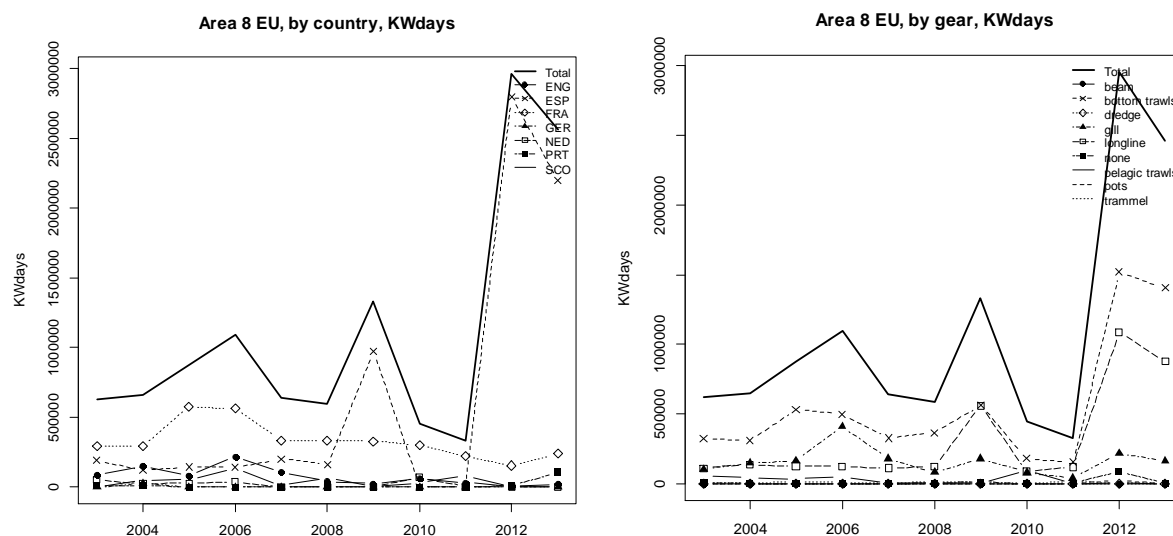 Area 8 EU, by country, KWdays
KWdays
3000000
2500000
2000000
1500000
1000000
500000
0
2004
2006
2008
2010
2012
Total
ENG
ESP
FRA
GER
NED
PRT
SCO
Area 8 EU, by gear, KWdays
KWdays
3000000
2000000
1000000
500000
0
2004
2006
2008
2010
2012
Total
beam
bottom trawls
dredge
gill
longline
none
pelagic trawls
pots
trammel